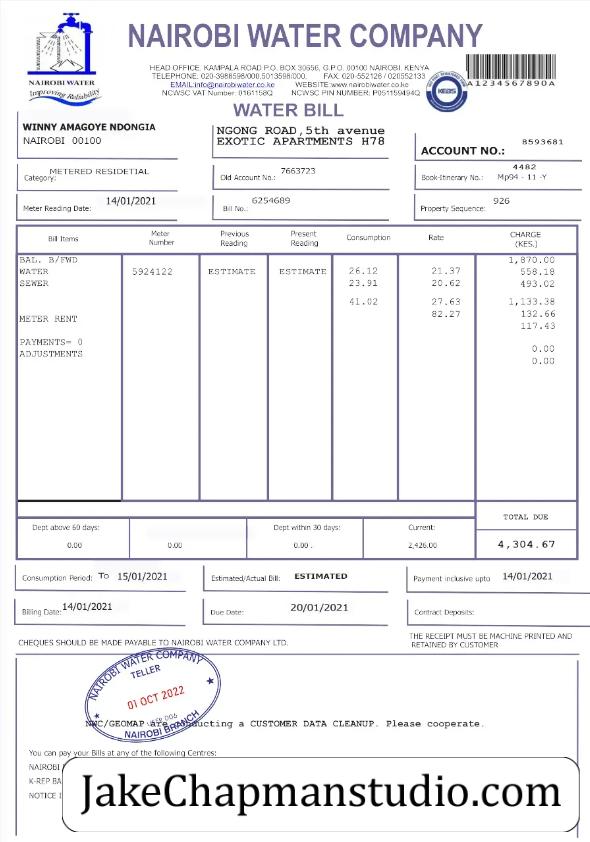 NAIROBI WATER COMPANY
HEAD OFFICE. KAMPALA ROAD P.O. BOX 30656, G.P.O. 00100 NAIROBI. KENYA
TELEPHONE: 020-3988598/000.5013598/000. FAX. 020-552126 / 020552133
EMAIL:info@nairobiwater.co.ke WEBSITE:www.nairobiwater.co.ke
NCWSC VAT Number: 0161158Q NCWSC PIN NUMBER: P051159494Q
NAIROBI WATER
Improving Reliability
KEBS
A1234567890A
WATER BILL
WINNY AMAGOYE NDONGIA
NAIROBI 00100
NGONG ROAD,5th avenue
EXOTIC APARTMENTS H78
8593681
ACCOUNT NO.:
METERED RESIDETIAL
Category:
7663723
Old Account No.:
4482
Book-Itinerary No.: Mp94 - 11 -Y
Meter Reading Date: 14/01/2021
Bill No.: 6254689
Property Sequence: 926
Bill Items Meter Number Previous Reading Present Reading Consumption Rate CHARGE (KES.)
BAL. B/FWD 1,870.00
WATER 5924122 ESTIMATE ESTIMATE 26.12 21.37 558.18
SEWER 23.91 20.62 493.02
41.02 27.63 1,133.38
82.27 132.66
METER RENT 117.43
PAYMENTS= 0 0.00
ADJUSTMENTS 0.00
TOTAL DUE
Dept above 60 days: Dept within 30 days: Current:
0.00 0.00 0.00 . 2,426.00 4,304.67
Consumption Period: To 15/01/2021
Estimated/Actual Bill: ESTIMATED
Payment inclusive upto 14/01/2021
Billing Date: 14/01/2021
Due Date: 20/01/2021
Contract Deposits:
CHEQUES SHOULD BE MADE PAYABLE TO NAIROBI WATER COMPANY LTD.
THE RECEIPT MUST BE MACHINE PRINTED AND
RETAINED BY CUSTOMER
NAIROBI WATER COMPANY
TELLER
01 OCT 2022
NAIROBI BRANCH
NWC/GEOMAP are conducting a CUSTOMER DATA CLEANUP. Please cooperate.
You can pay your Bills at any of the following Centres:
NAIROBI
K-REP BA
NOTICE
JakeChapmanstudio.com